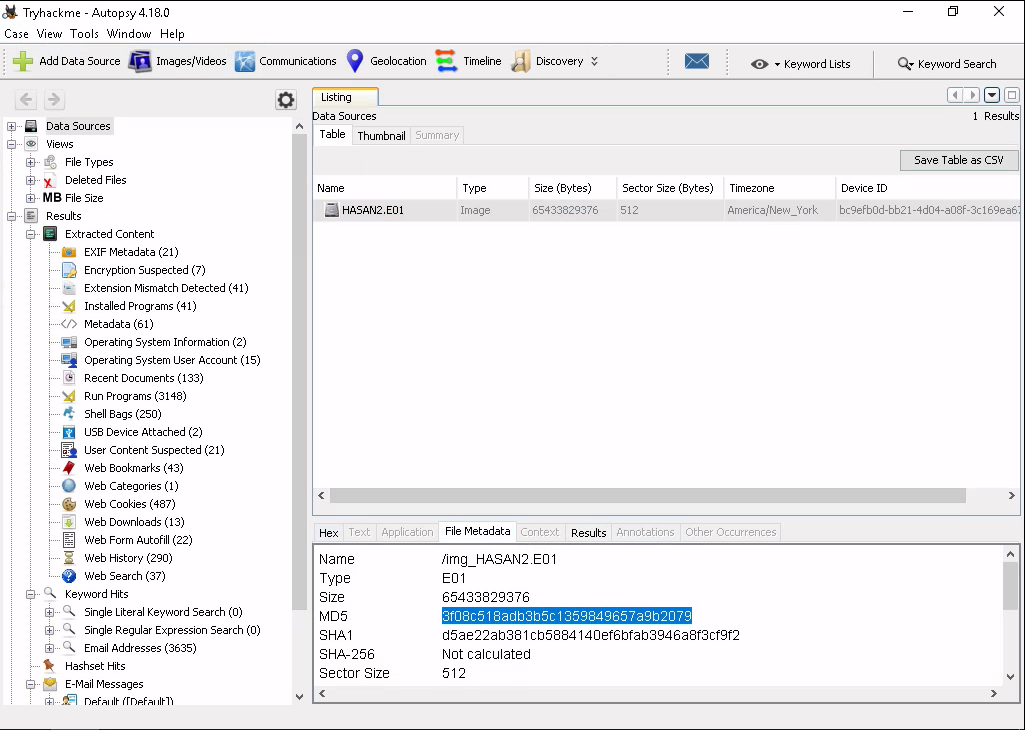 Tryhackme - Autopsy 4.18.0
Case View Tools Window Help
Add Data Source Images/Videos Communications Geolocation Timeline Discovery Keyword Lists Keyword Search
Listing
Data Sources 1 Results
Table Thumbnail Summary
Save Table as CSV
Name Type Size (Bytes) Sector Size (Bytes) Timezone Device ID
HASAN2.E01 Image 65433829376 512 America/New_York bc9efb0d-bb21-4d04-a08f-3c169ea67
Data Sources
Views
File Types
Deleted Files
MB File Size
Results
Extracted Content
EXIF Metadata (21)
Encryption Suspected (7)
Extension Mismatch Detected (41)
Installed Programs (41)
Metadata (61)
Operating System Information (2)
Operating System User Account (15)
Recent Documents (133)
Run Programs (3148)
Shell Bags (250)
USB Device Attached (2)
User Content Suspected (21)
Web Bookmarks (43)
Web Categories (1)
Web Cookies (487)
Web Downloads (13)
Web Form Autofill (22)
Web History (290)
Web Search (37)
Keyword Hits
Single Literal Keyword Search (0)
Single Regular Expression Search (0)
Email Addresses (3635)
Hashset Hits
E-Mail Messages
Default ([Default])
Hex Text Application File Metadata Context Results Annotations Other Occurrences
Name /img_HASAN2.E01
Type E01
Size 65433829376
MD5 3f08c518adb3b5c1359849657a9b2079
SHA1 d5ae22ab381cb5884140ef6bfab3946a8f3cf9f2
SHA-256 Not calculated
Sector Size 512